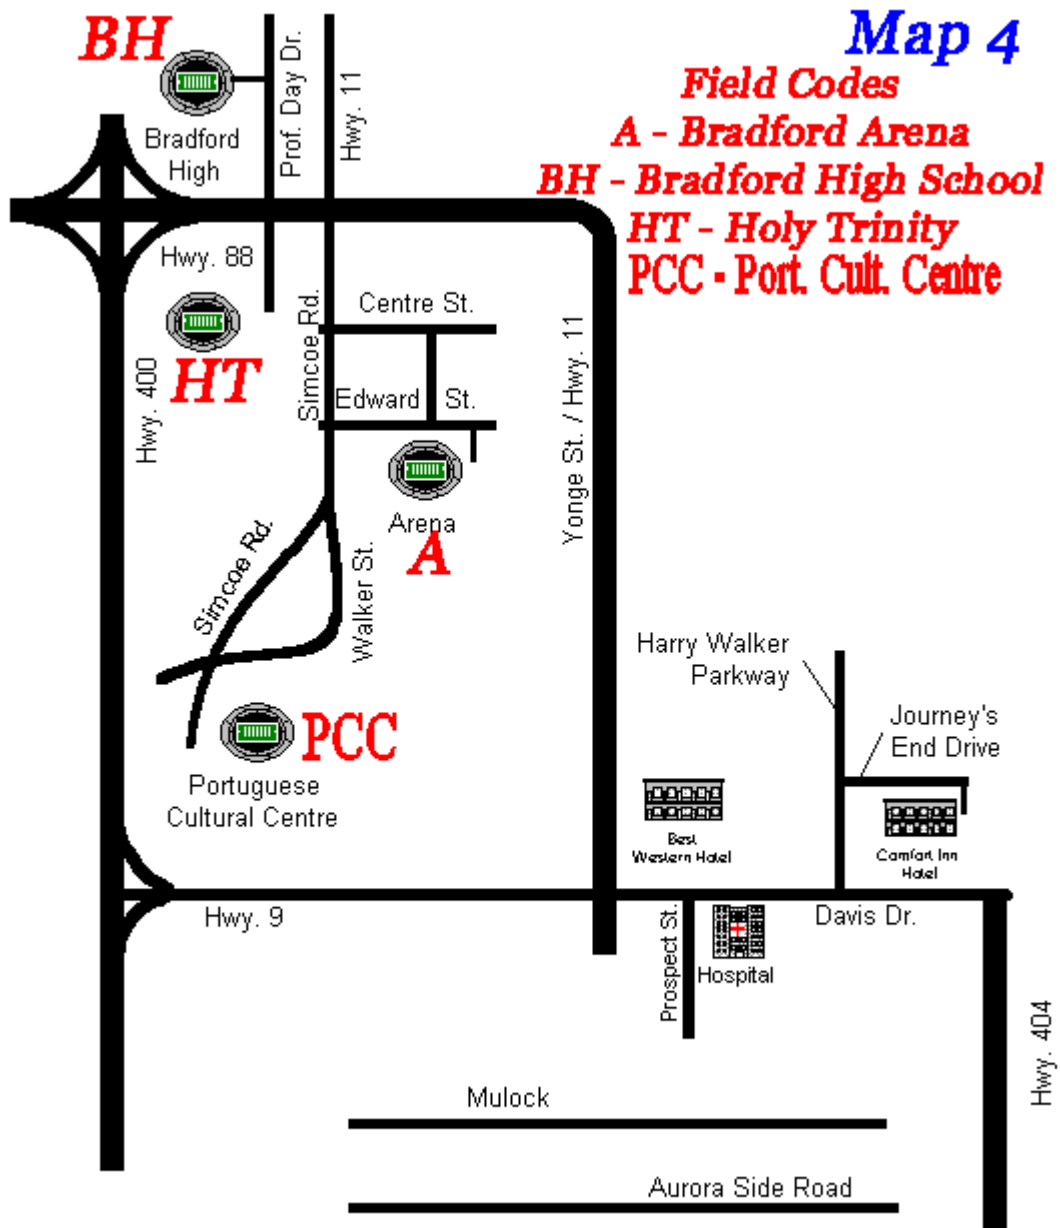 BH
Map 4
Field Codes
A - Bradford Arena
BH - Bradford High School
HT - Holy Trinity
PCC - Port. Cult. Centre
Bradford
High
Prof. Day Dr.
Hwy. 11
Hwy. 88
HT
Hwy. 400
Simcoe Rd.
Centre St.
Edward St.
Yonge St. / Hwy. 11
Arena
A
Simcoe Rd.
Walker St.
PCC
Portuguese
Cultural Centre
Harry Walker
Parkway
Journey's
End Drive
Best
Western Hotel
Comfort Inn
Hotel
Hwy. 9
Davis Dr.
Prospect St.
Hospital
Hwy. 404
Mulock
Aurora Side Road